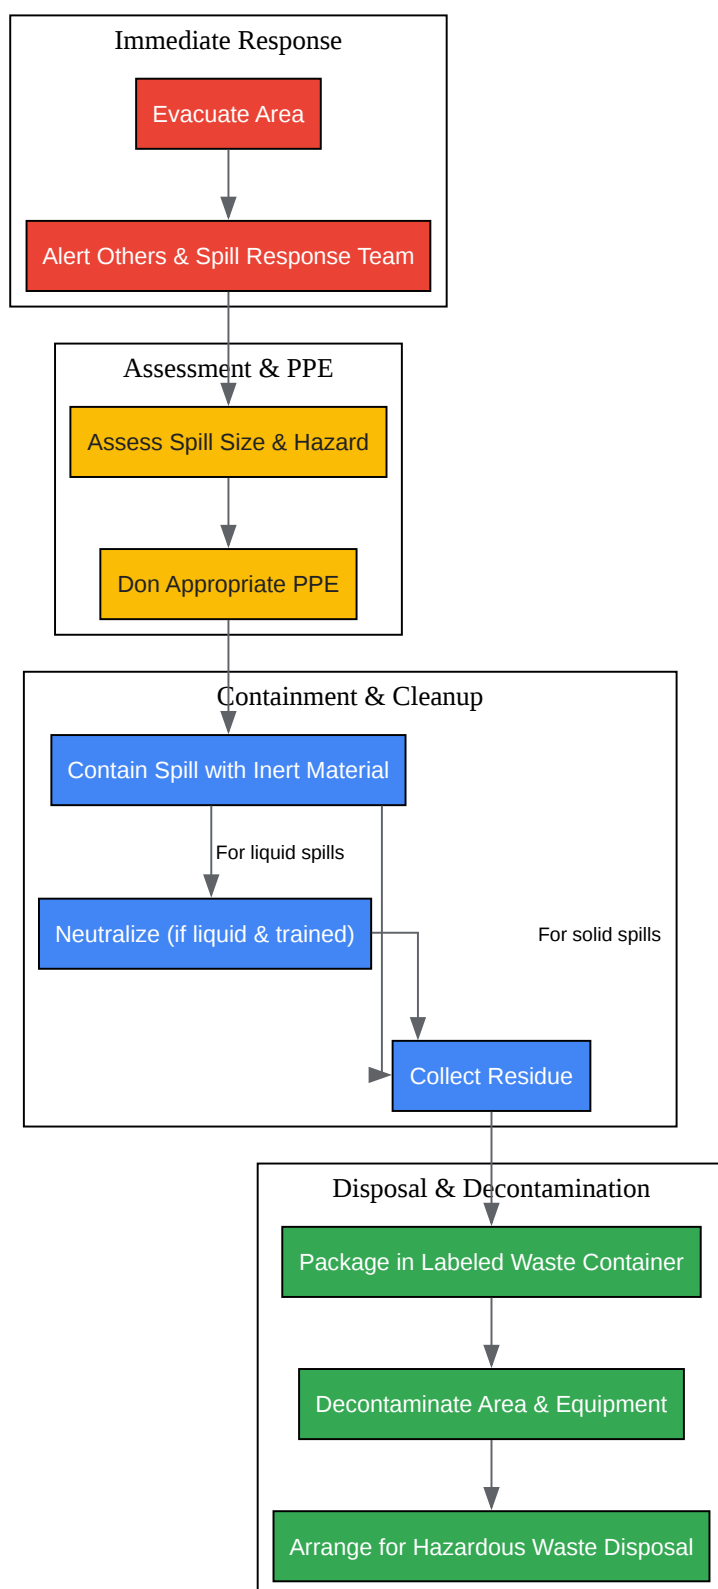 Immediate Response
Evacuate Area
Alert Others & Spill Response Team
Assessment & PPE
Assess Spill Size & Hazard
Don Appropriate PPE
Containment & Cleanup
Contain Spill with Inert Material
For liquid spills
Neutralize (if liquid & trained)
For solid spills
Collect Residue
Disposal & Decontamination
Package in Labeled Waste Container
Decontaminate Area & Equipment
Arrange for Hazardous Waste Disposal